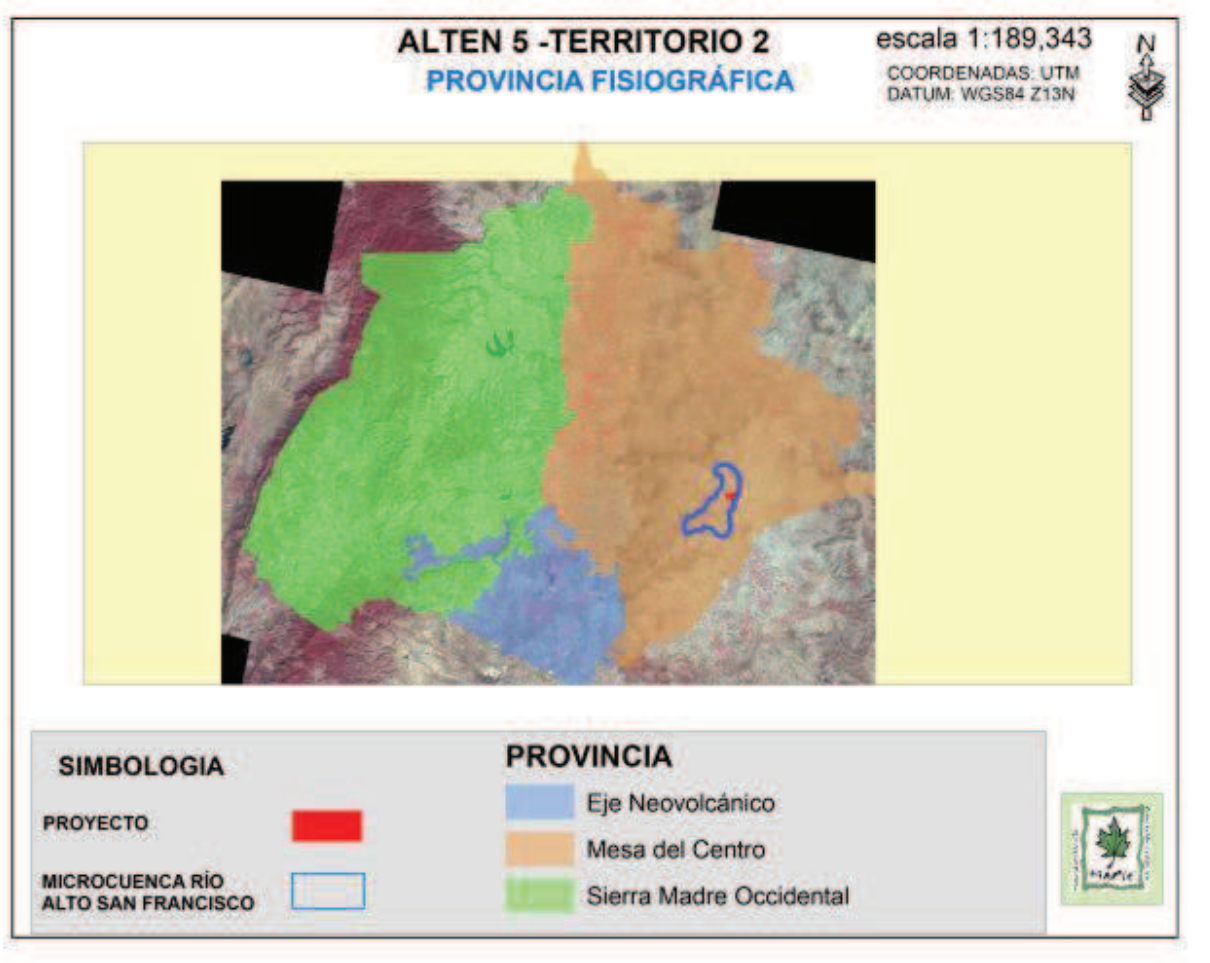 ALTEN 5 -TERRITORIO 2
PROVINCIA FISIOGRÁFICA
escala 1:189,343
COORDENADAS: UTM
DATUM: WGS84 Z13N
N
SIMBOLOGIA
PROYECTO
MICROCUENCA RÍO
ALTO SAN FRANCISCO
PROVINCIA
Eje Neovolcánico
Mesa del Centro
Sierra Madre Occidental